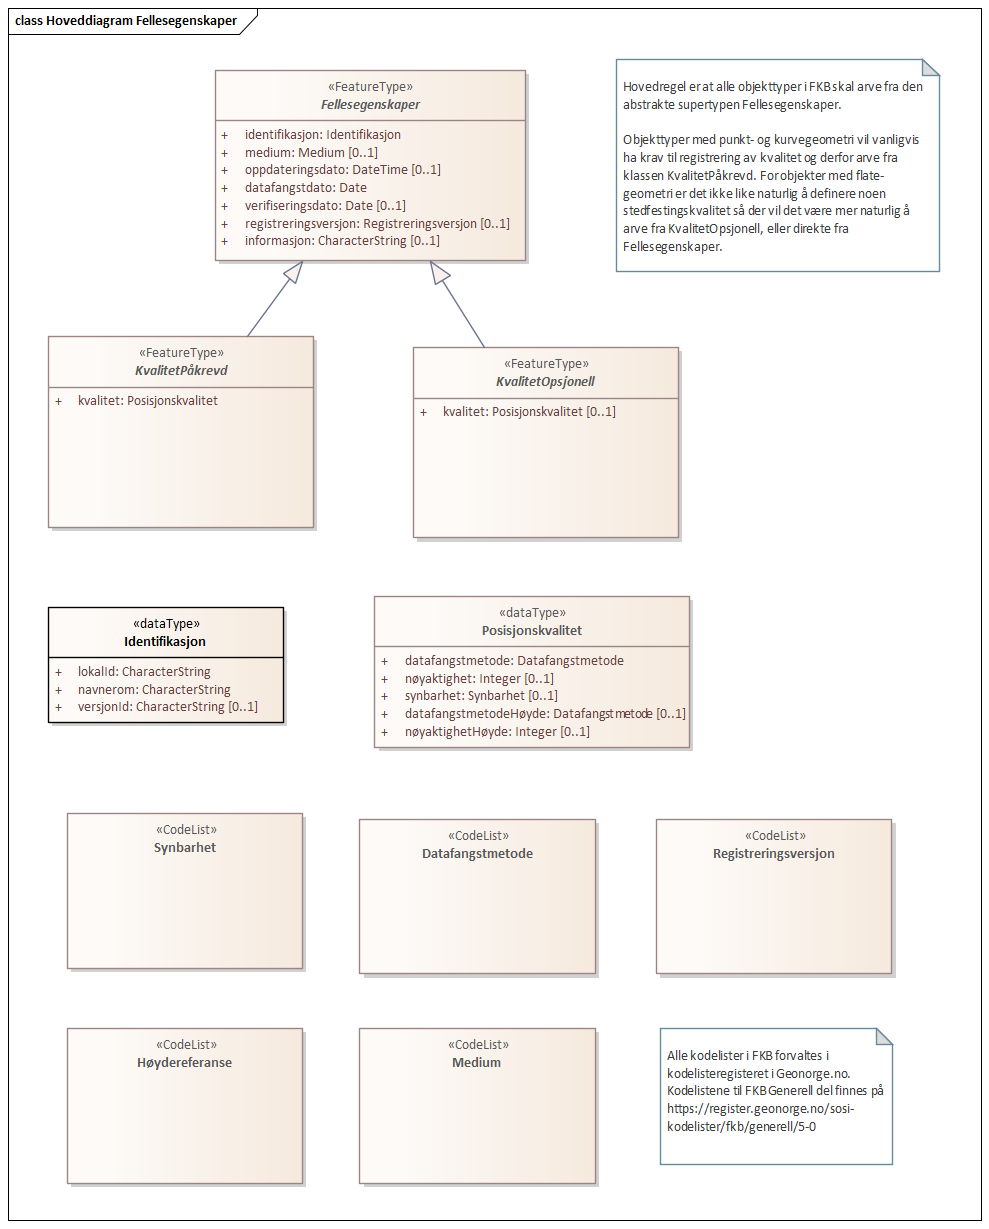 class Hoveddiagram Fellesegenskaper
«FeatureType»
Fellesegenskaper
+ identifikasjon: Identifikasjon
+ medium: Medium [0..1]
+ oppdateringsdato: DateTime [0..1]
+ datafangstdato: Date
+ verifiseringsdato: Date [0..1]
+ registreringsversjon: Registreringsversjon [0..1]
+ informasjon: CharacterString [0..1]
Hovedregel er at alle objekttyper i FKB skal arve fra den
abstrakte supertypen Fellesegenskaper.
Objekttyper med punkt- og kurvegeometri vil vanligvis
ha krav til registrering av kvalitet og derfor arve fra
klassen KvalitetPåkrevd. For objekter med flate-
geometri er det ikke like naturlig å definere noen
stedfestingskvalitet så der vil det være mer naturlig å
arve fra KvalitetOpsjonell, eller direkte fra
Fellesegenskaper.
«FeatureType»
KvalitetPåkrevd
+ kvalitet: Posisjonskvalitet
«FeatureType»
KvalitetOpsjonell
+ kvalitet: Posisjonskvalitet [0..1]
«dataType»
Identifikasjon
+ lokalId: CharacterString
+ navnerom: CharacterString
+ versjonId: CharacterString [0..1]
«dataType»
Posisjonskvalitet
+ datafangstmetode: Datafangstmetode
+ nøyaktighet: Integer [0..1]
+ synbarhet: Synbarhet [0..1]
+ datafangstmetodeHøyde: Datafangstmetode [0..1]
+ nøyaktighetHøyde: Integer [0..1]
«CodeList»
Synbarhet
«CodeList»
Datafangstmetode
«CodeList»
Registreringsversjon
«CodeList»
Høydereferanse
«CodeList»
Medium
Alle kodelister i FKB forvaltes i
kodelisteregisteret i Geonorge.no.
Kodelistene til FKB Generell del finnes på
https://register.geonorge.no/sosi-
kodelister/fkb/generell/5-0